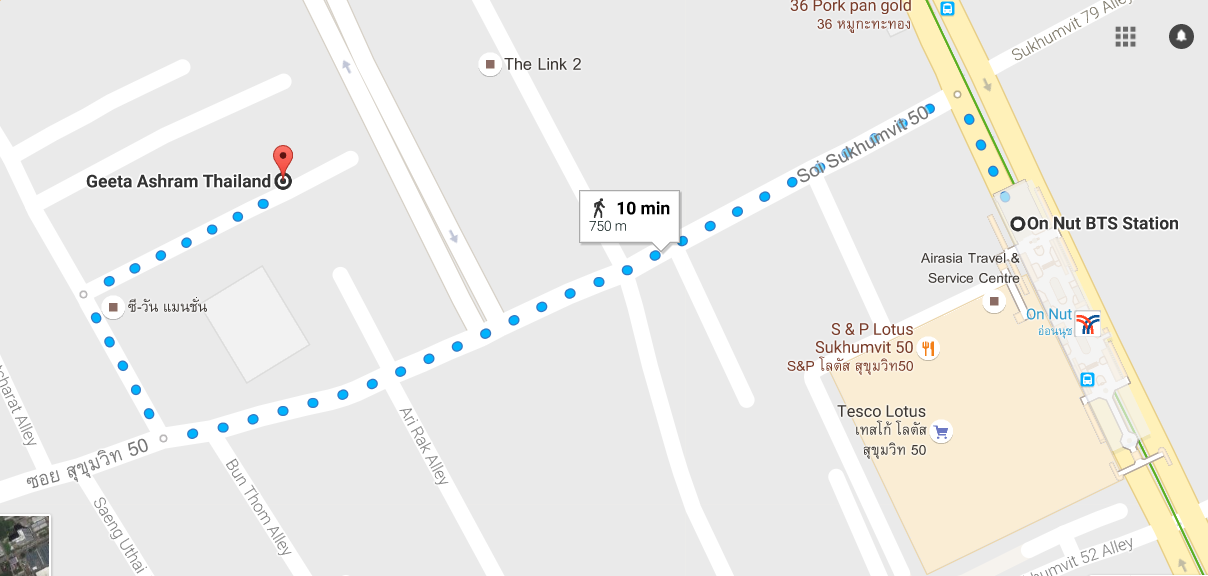 36 Pork pan gold
36 หมูกะทะทอง
Sukhumvit 79 Alley
The Link 2
Soi Sukhumvit 50
Geeta Ashram Thailand
10 min
750 m
On Nut BTS Station
Airasia Travel &
Service Centre
ซี-วัน แมนชั่น
On Nut
อ่อนนุช
S & P Lotus
Sukhumvit 50
S&P โลตัส สุขุมวิท50
Tesco Lotus
เทสโก้ โลตัส
สุขุมวิท 50
ซอย สุขุมวิท 50
Ari Rak Alley
Bun Thom Alley
Saeng Uthai
charat Alley
umvit 52 Alley